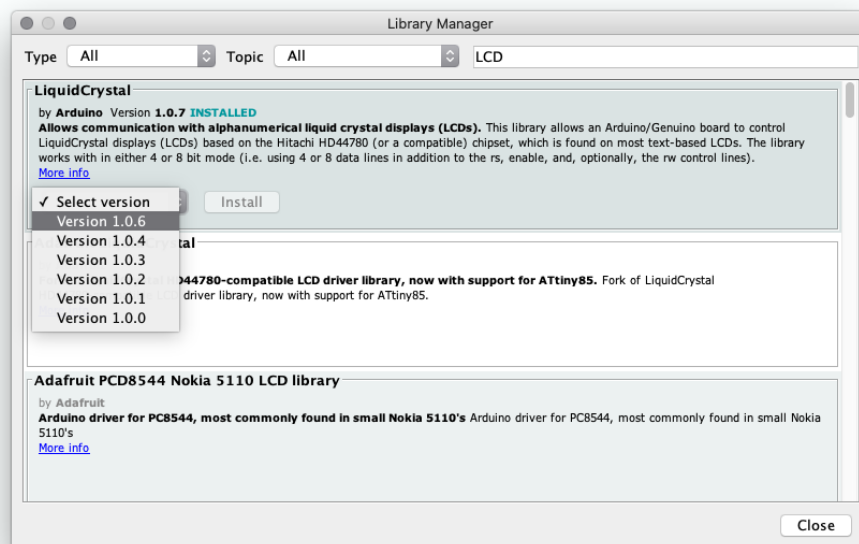 Library Manager
Type All Topic All LCD
LiquidCrystal
by Arduino Version 1.0.7 INSTALLED
Allows communication with alphanumerical liquid crystal displays (LCDs). This library allows an Arduino/Genuino board to control
LiquidCrystal displays (LCDs) based on the Hitachi HD44780 (or a compatible) chipset, which is found on most text-based LCDs. The library
works with in either 4 or 8 bit mode (i.e. using 4 or 8 data lines in addition to the rs, enable, and, optionally, the rw control lines).
More info
✓ Select version
Install
Version 1.0.6
Version 1.0.4
Version 1.0.3
Version 1.0.2
Version 1.0.1
Version 1.0.0
D44780-compatible LCD driver library, now with support for ATtiny85. Fork of LiquidCrystal
driver library, now with support for ATtiny85.
Adafruit PCD8544 Nokia 5110 LCD library
by Adafruit
Arduino driver for PC8544, most commonly found in small Nokia 5110's Arduino driver for PC8544, most commonly found in small Nokia
5110's
More info
Close